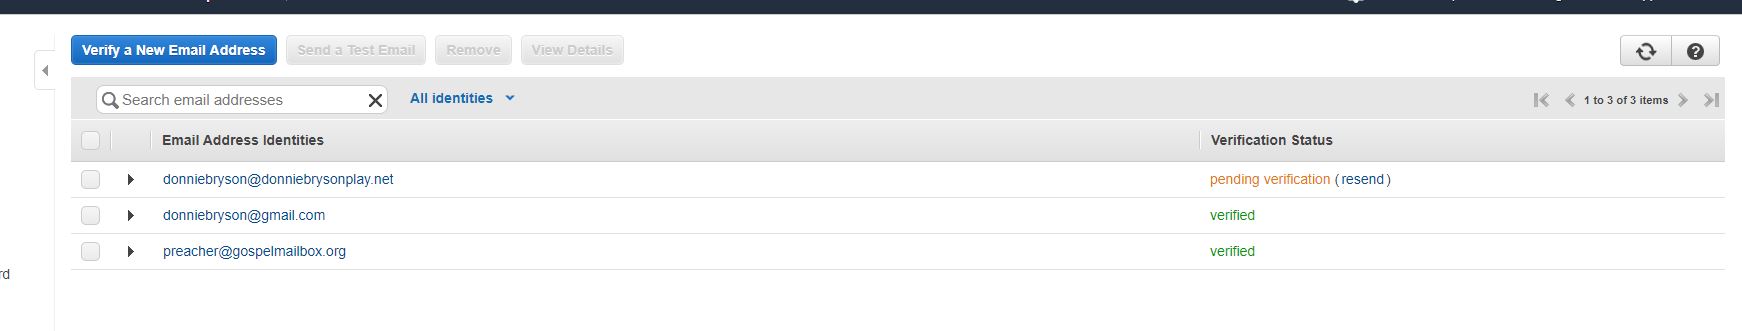 Verify a New Email Address Send a Test Email Remove View Details
Search email addresses All identities 1 to 3 of 3 items
Email Address Identities Verification Status
donniebryson@donniebrysonplay.net pending verification (resend)
donniebryson@gmail.com verified
preacher@gospelmailbox.org verified
rd